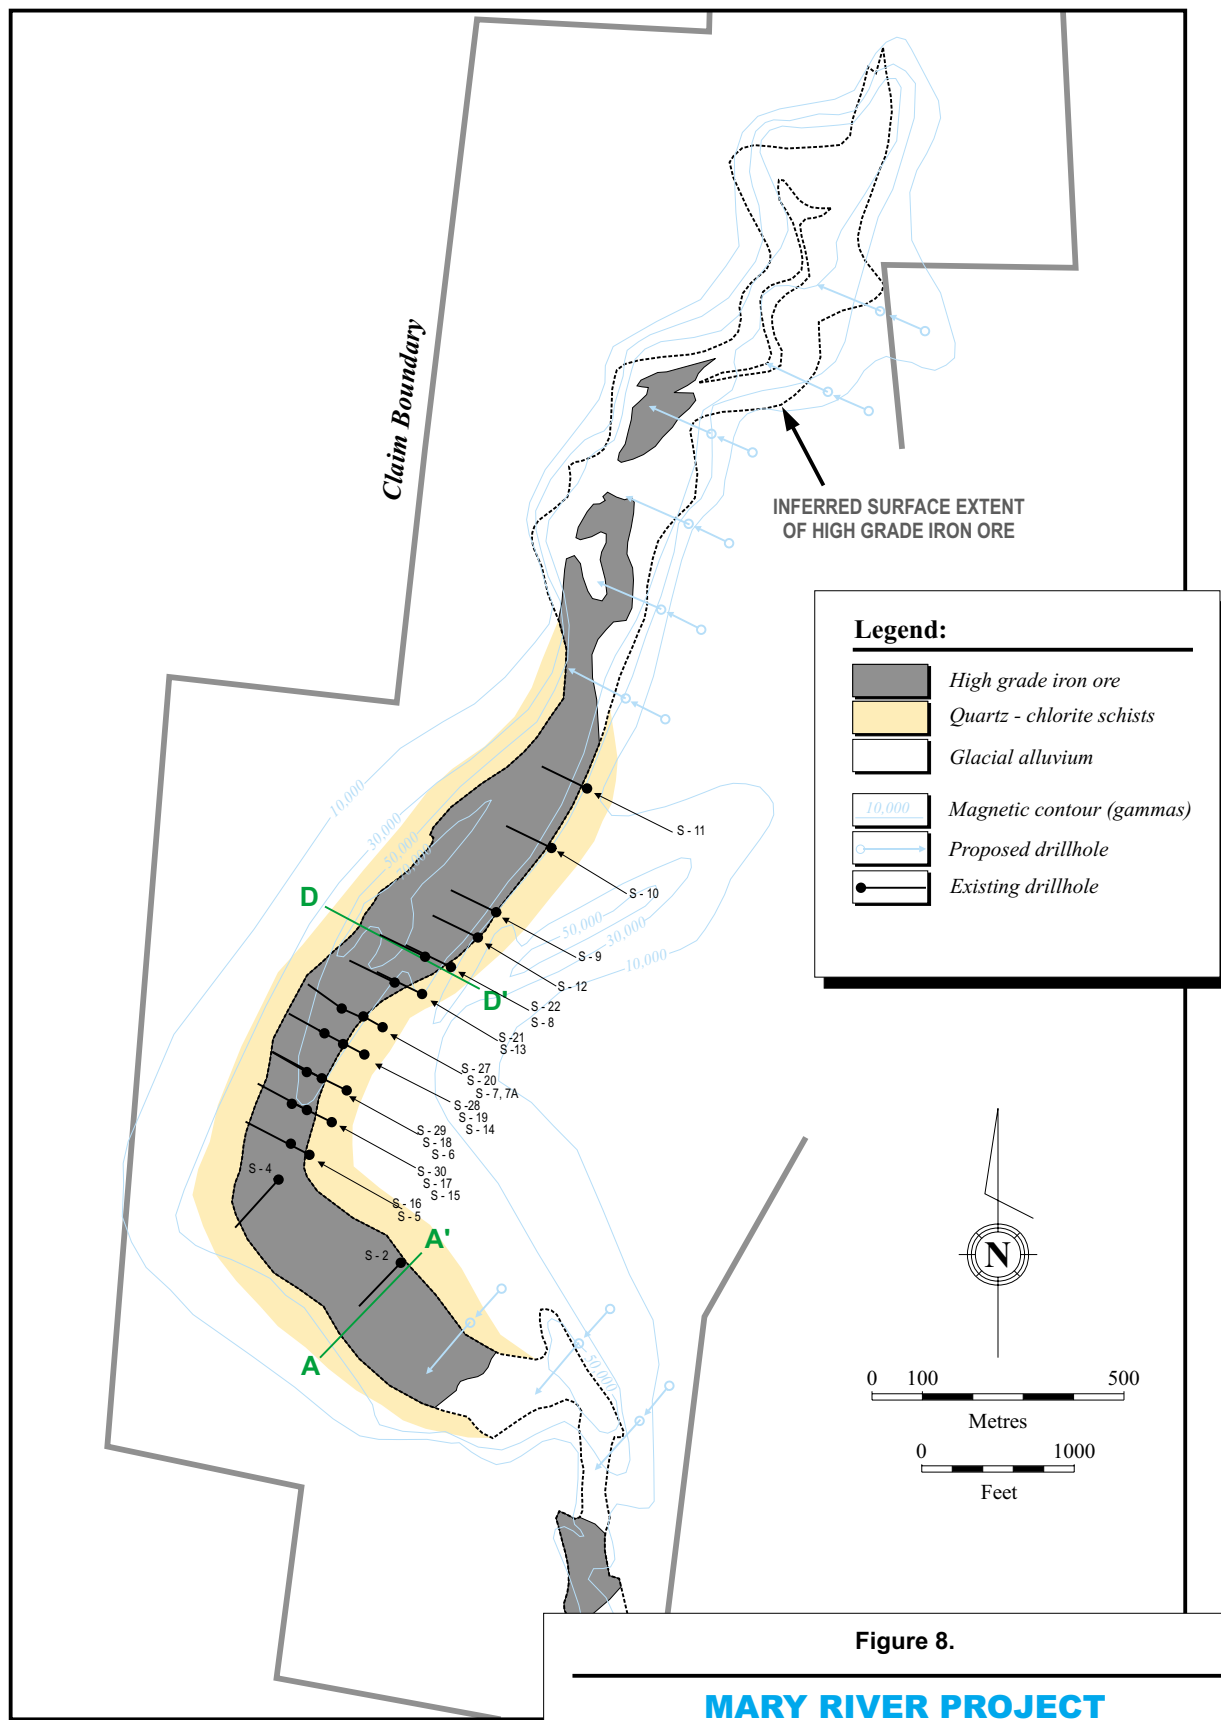 Claim Boundary
INFERRED SURFACE EXTENT
OF HIGH GRADE IRON ORE
Legend:
High grade iron ore
Quartz - chlorite schists
Glacial alluvium
10,000
Magnetic contour (gammas)
Proposed drillhole
Existing drillhole
10,000
30,000
50,000
70,000
S - 11
S - 10
50,000
30,000
10,000
D
S - 9
S - 12
D'
S - 22
S - 8
S -21
S -13
S - 27
S - 20
S - 7, 7A
S -28
S - 19
S - 14
S - 29
S - 18
S - 6
S - 30
S - 17
S - 15
S - 4
S - 16
S - 5
A'
S - 2
A
50,000
N
0 100 500
Metres
0 1000
Feet
Figure 8.
MARY RIVER PROJECT